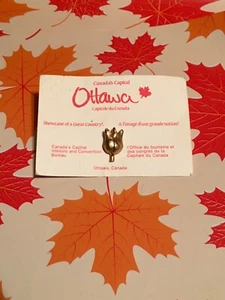 Canada's Capital
Ottawa
Capitale du Canada
Showcase of a Great Country!
À l'image d'une grande nation!
Canada's Capital
Visitors and Convention
Bureau
l'Office du tourisme et
des congrès de la
Capitale du Canada
Ottawa, Canada